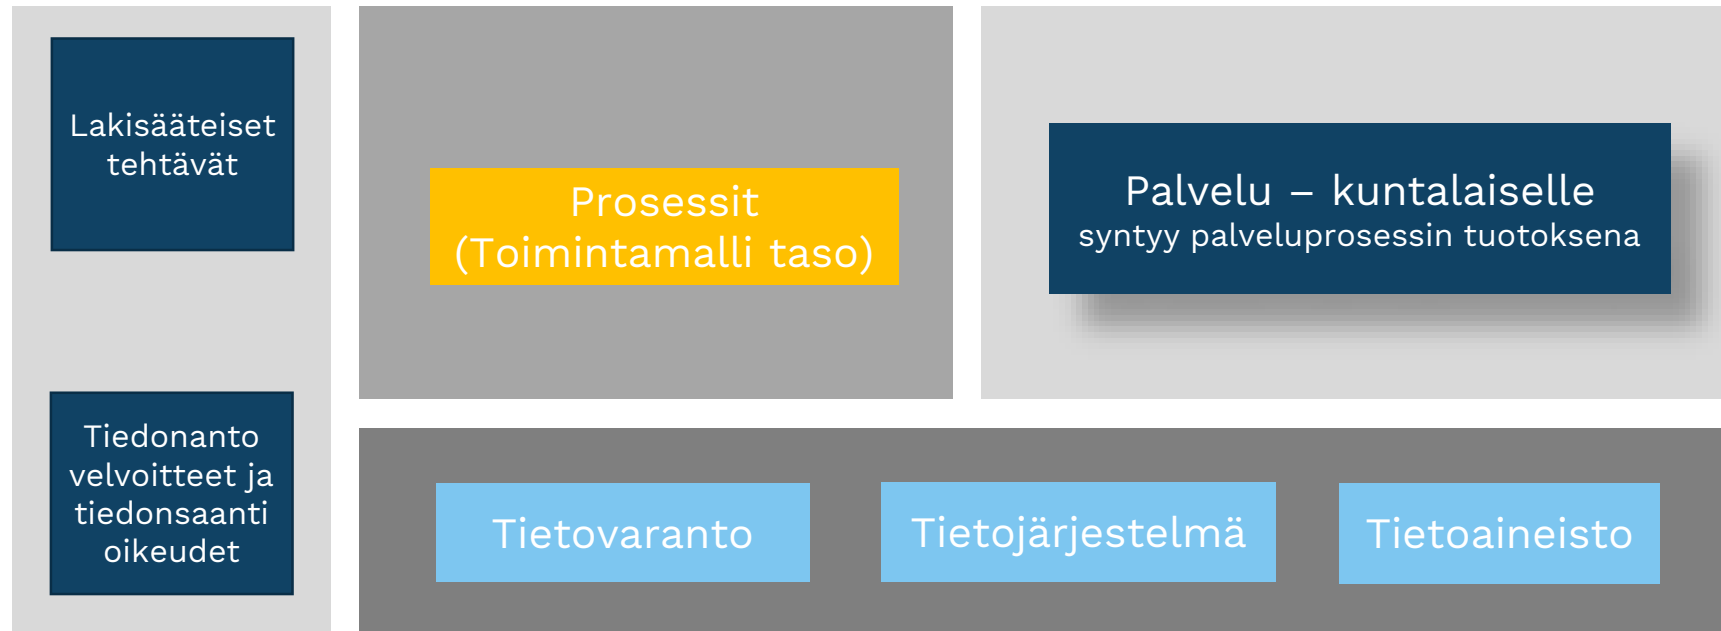 Lakisääteiset
tehtävät
Tiedonanto
velvoitteet ja
tiedonsaanti
oikeudet
Prosessit
(Toimintamalli taso)
Palvelu – kuntalaiselle
syntyy palveluprosessin tuotoksena
Tietovaranto
Tietojärjestelmä
Tietoaineisto